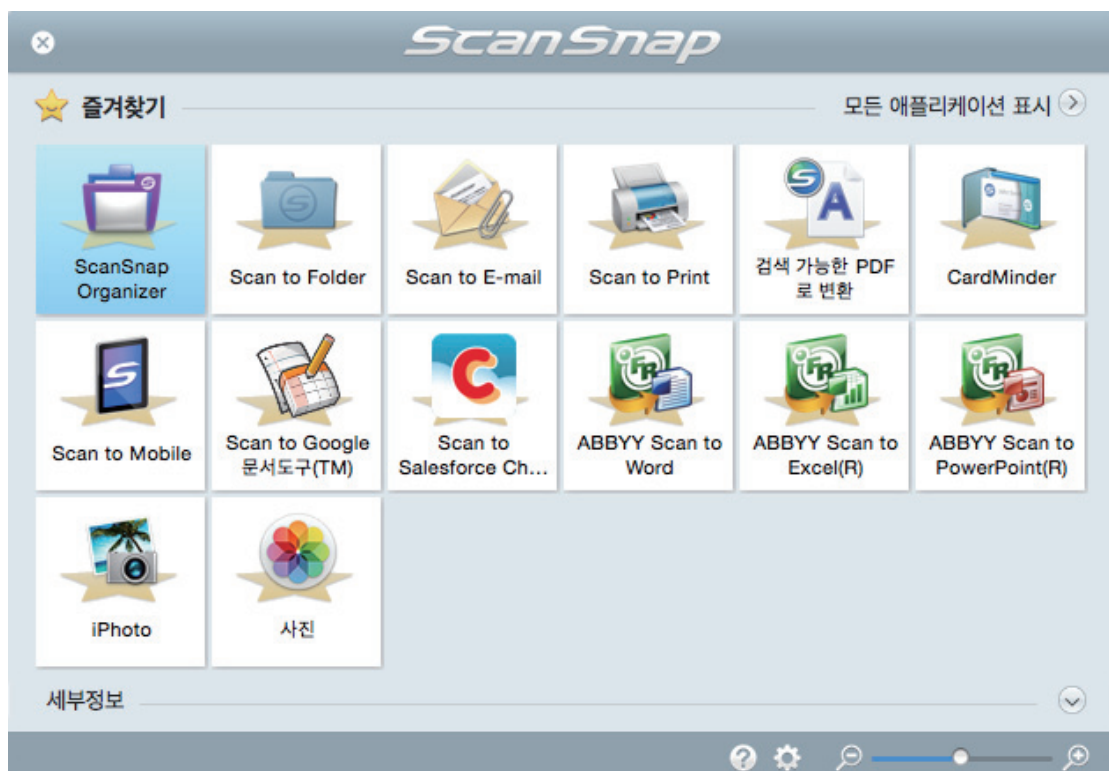 ScanSnap
즐겨찾기
모든 애플리케이션 표시
ScanSnap
Organizer
Scan to Folder
Scan to E-mail
Scan to Print
검색 가능한 PDF
로 변환
CardMinder
Scan to Mobile
Scan to Google
문서도구(TM)
Scan to
Salesforce Ch...
ABBYY Scan to
Word
ABBYY Scan to
Excel(R)
ABBYY Scan to
PowerPoint(R)
iPhoto
사진
세부정보